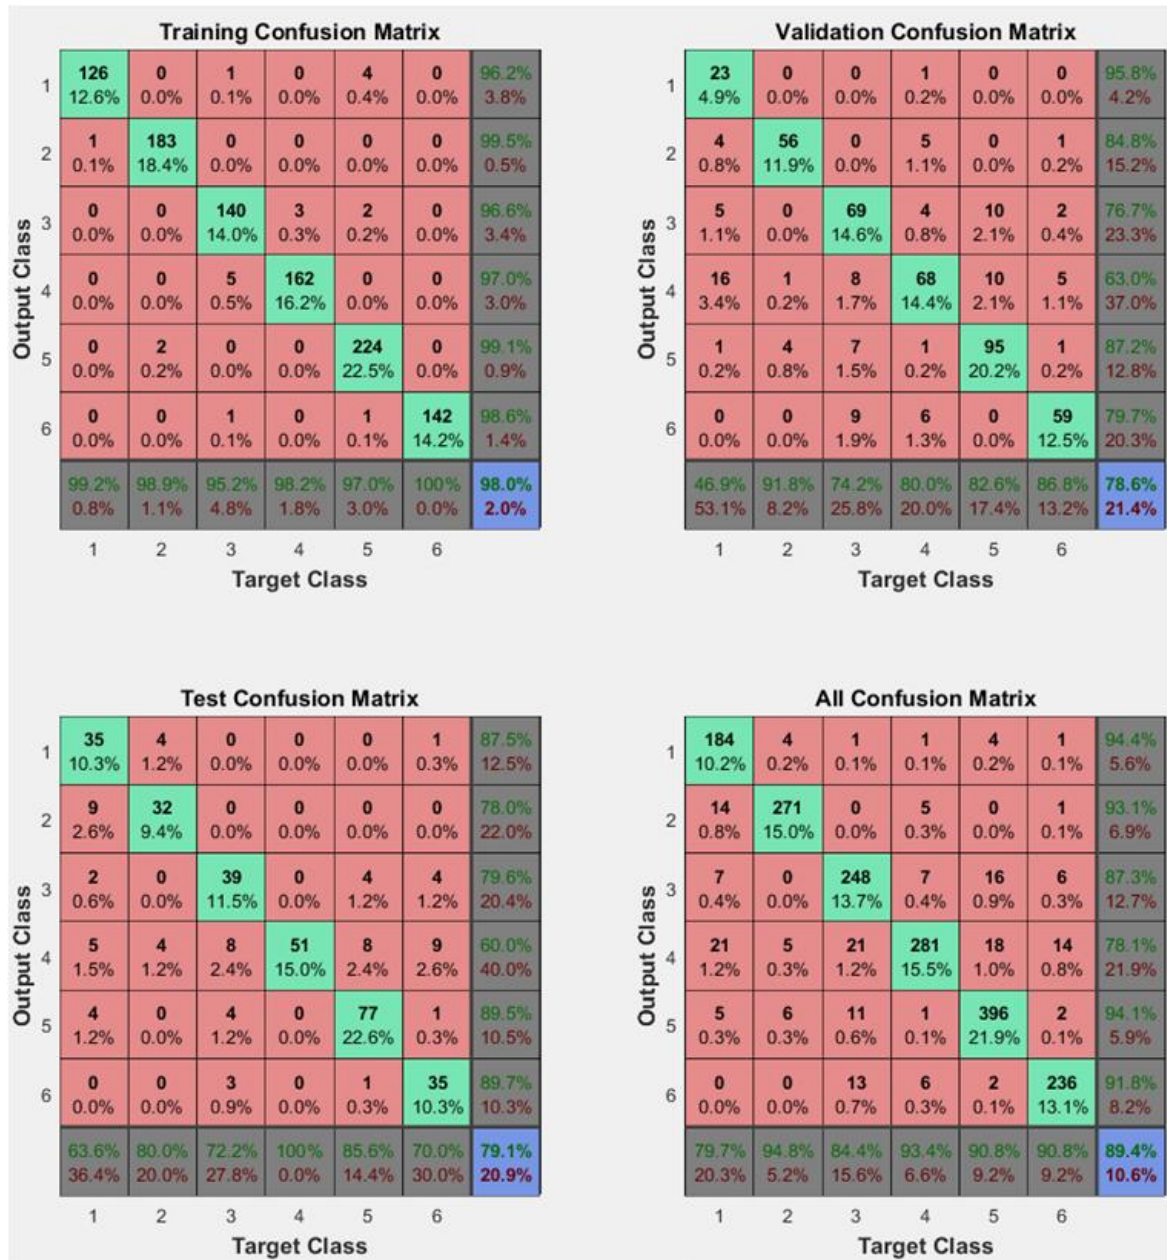 Training Confusion Matrix
Validation Confusion Matrix
1 126 0 1 0 4 0 96.2%
12.6% 0.0% 0.1% 0.0% 0.4% 0.0% 3.8%
2 1 183 0 0 0 0 99.5%
0.1% 18.4% 0.0% 0.0% 0.0% 0.0% 0.5%
3 0 0 140 3 2 0 96.6%
0.0% 0.0% 14.0% 0.3% 0.2% 0.0% 3.4%
4 0 0 5 162 0 0 97.0%
0.0% 0.0% 0.5% 16.2% 0.0% 0.0% 3.0%
5 0 2 0 0 224 0 99.1%
0.0% 0.2% 0.0% 0.0% 22.5% 0.0% 0.9%
6 0 0 1 0 1 142 98.6%
0.0% 0.0% 0.1% 0.0% 0.1% 14.2% 1.4%
99.2% 98.9% 95.2% 98.2% 97.0% 100% 98.0%
0.8% 1.1% 4.8% 1.8% 3.0% 0.0% 2.0%
1 2 3 4 5 6
Target Class
Output Class
1 23 0 0 1 0 0 95.8%
4.9% 0.0% 0.0% 0.2% 0.0% 0.0% 4.2%
2 4 56 0 5 0 1 84.8%
0.8% 11.9% 0.0% 1.1% 0.0% 0.2% 15.2%
3 5 0 69 4 10 2 76.7%
1.1% 0.0% 14.6% 0.8% 2.1% 0.4% 23.3%
4 16 1 8 68 10 5 63.0%
3.4% 0.2% 1.7% 14.4% 2.1% 1.1% 37.0%
5 1 4 7 1 95 1 87.2%
0.2% 0.8% 1.5% 0.2% 20.2% 0.2% 12.8%
6 0 0 9 6 0 59 79.7%
0.0% 0.0% 1.9% 1.3% 0.0% 12.5% 20.3%
46.9% 91.8% 74.2% 80.0% 82.6% 86.8% 78.6%
53.1% 8.2% 25.8% 20.0% 17.4% 13.2% 21.4%
1 2 3 4 5 6
Target Class
Output Class
Test Confusion Matrix
All Confusion Matrix
1 35 4 0 0 0 1 87.5%
10.3% 1.2% 0.0% 0.0% 0.0% 0.3% 12.5%
2 9 32 0 0 0 0 78.0%
2.6% 9.4% 0.0% 0.0% 0.0% 0.0% 22.0%
3 2 0 39 0 4 4 79.6%
0.6% 0.0% 11.5% 0.0% 1.2% 1.2% 20.4%
4 5 4 8 51 8 9 60.0%
1.5% 1.2% 2.4% 15.0% 2.4% 2.6% 40.0%
5 4 0 4 0 77 1 89.5%
1.2% 0.0% 1.2% 0.0% 22.6% 0.3% 10.5%
6 0 0 3 0 1 35 89.7%
0.0% 0.0% 0.9% 0.0% 0.3% 10.3% 10.3%
63.6% 80.0% 72.2% 100% 85.6% 70.0% 79.1%
36.4% 20.0% 27.8% 0.0% 14.4% 30.0% 20.9%
1 2 3 4 5 6
Target Class
Output Class
1 184 4 1 1 4 1 94.4%
10.2% 0.2% 0.1% 0.1% 0.2% 0.1% 5.6%
2 14 271 0 5 0 1 93.1%
0.8% 15.0% 0.0% 0.3% 0.0% 0.1% 6.9%
3 7 0 248 7 16 6 87.3%
0.4% 0.0% 13.7% 0.4% 0.9% 0.3% 12.7%
4 21 5 21 281 18 14 78.1%
1.2% 0.3% 1.2% 15.5% 1.0% 0.8% 21.9%
5 5 6 11 1 396 2 94.1%
0.3% 0.3% 0.6% 0.1% 21.9% 0.1% 5.9%
6 0 0 13 6 2 236 91.8%
0.0% 0.0% 0.7% 0.3% 0.1% 13.1% 8.2%
79.7% 94.8% 84.4% 93.4% 90.8% 90.8% 89.4%
20.3% 5.2% 15.6% 6.6% 9.2% 9.2% 10.6%
1 2 3 4 5 6
Target Class
Output Class